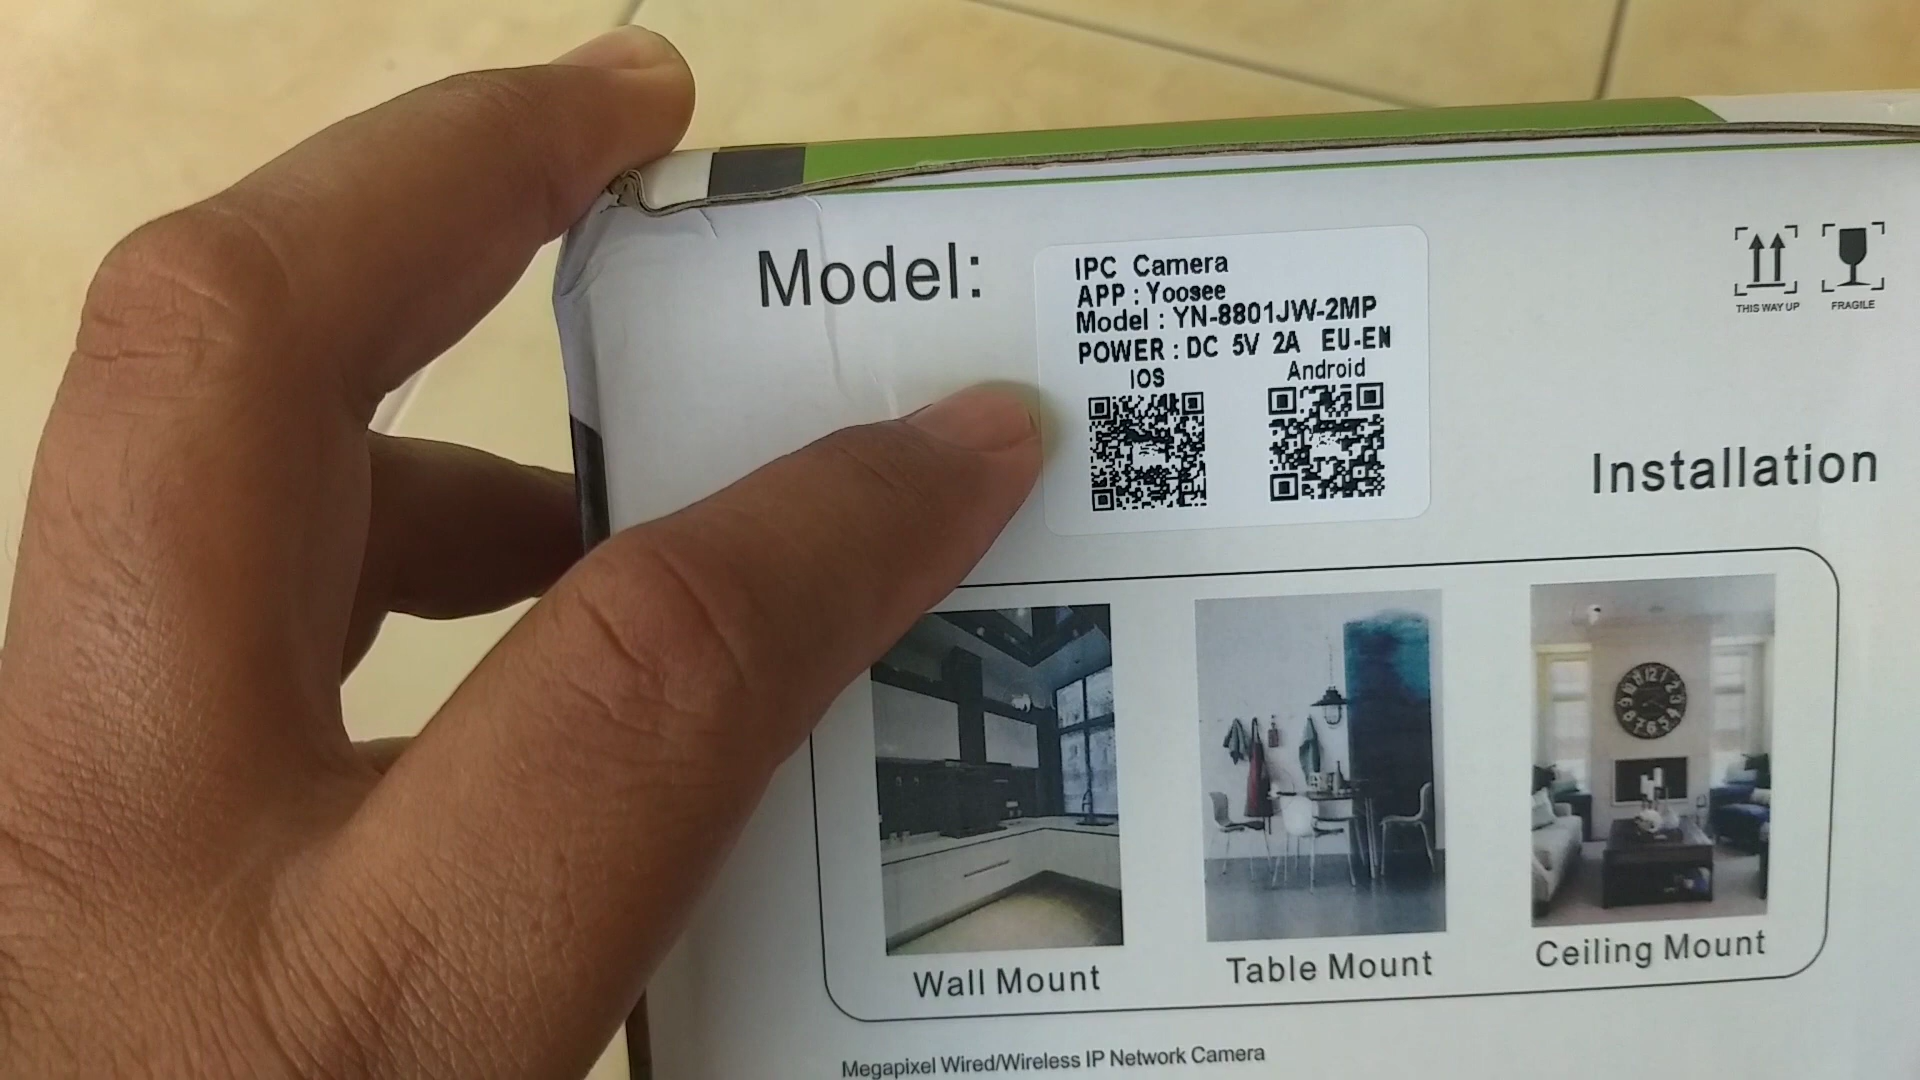 Model:
IPC Camera
APP : Yoosee
Model : YN-8801JW-2MP
POWER : DC 5V 2A EU-EN
IOS
Android
THIS WAY UP
FRAGILE
Installation
Wall Mount
Table Mount
Ceiling Mount
Megapixel Wired/Wireless IP Network Camera